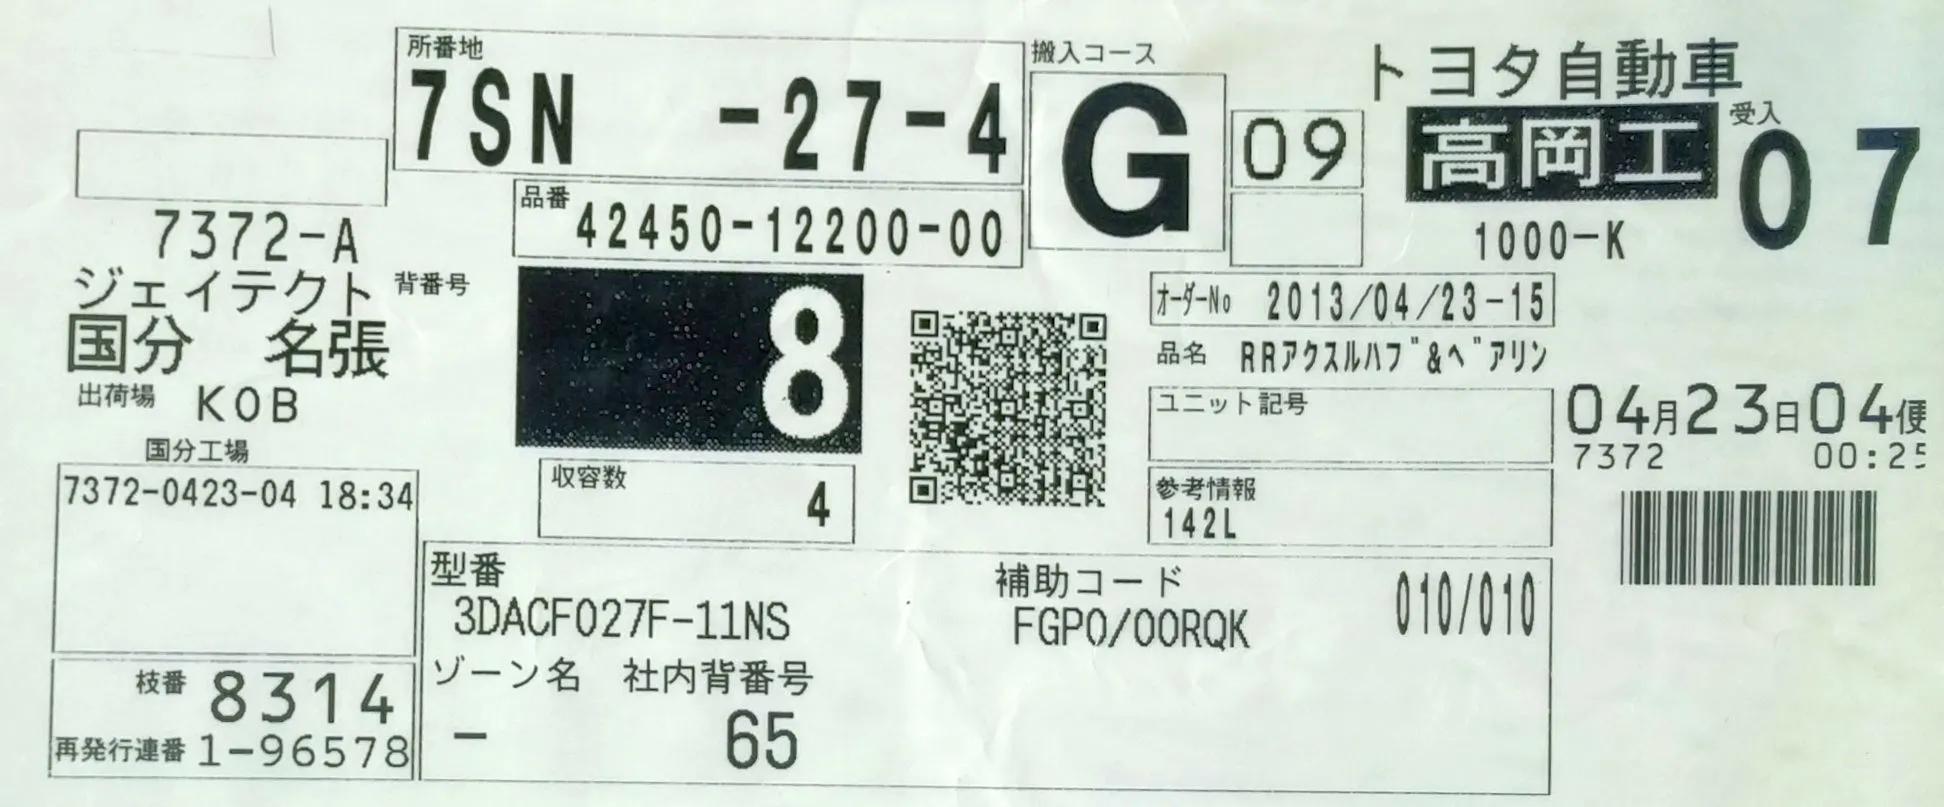 所番地
7SN -27-4
搬入コース
G
09
トヨタ自動車
高岡工
受入
07
1000-K
品番 42450-12200-00
7372-A
ジェイテクト
国分 名張
出荷場 KOB
背番号
8
収容数
4
オーダーNo 2013/04/23-15
品名 RRアクスルハブ&ベアリン
ユニット記号
参考情報
142L
04月23日04便
7372 00:25
国分工場
7372-0423-04 18:34
枝番 8314
再発行連番 1-96578
型番
3DACF027F-11NS
補助コード
FGP0/00RQK
010/010
ゾーン名 社内背番号
- 65